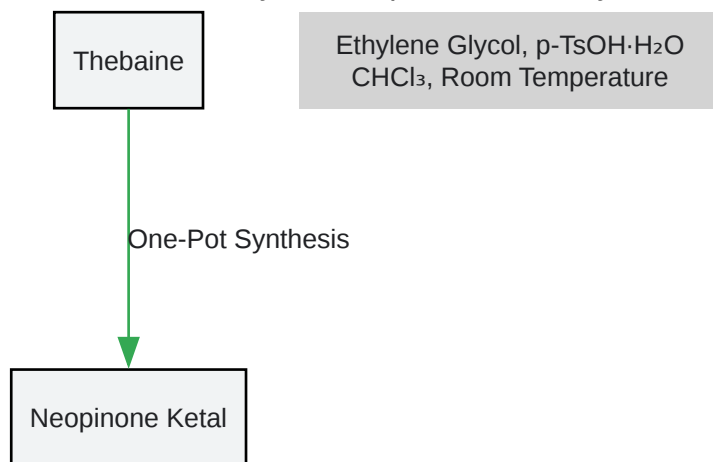 Thebaine
Ethylene Glycol, p-TsOH·H₂O
CHCl₃, Room Temperature
One-Pot Synthesis
Neopinone Ketal